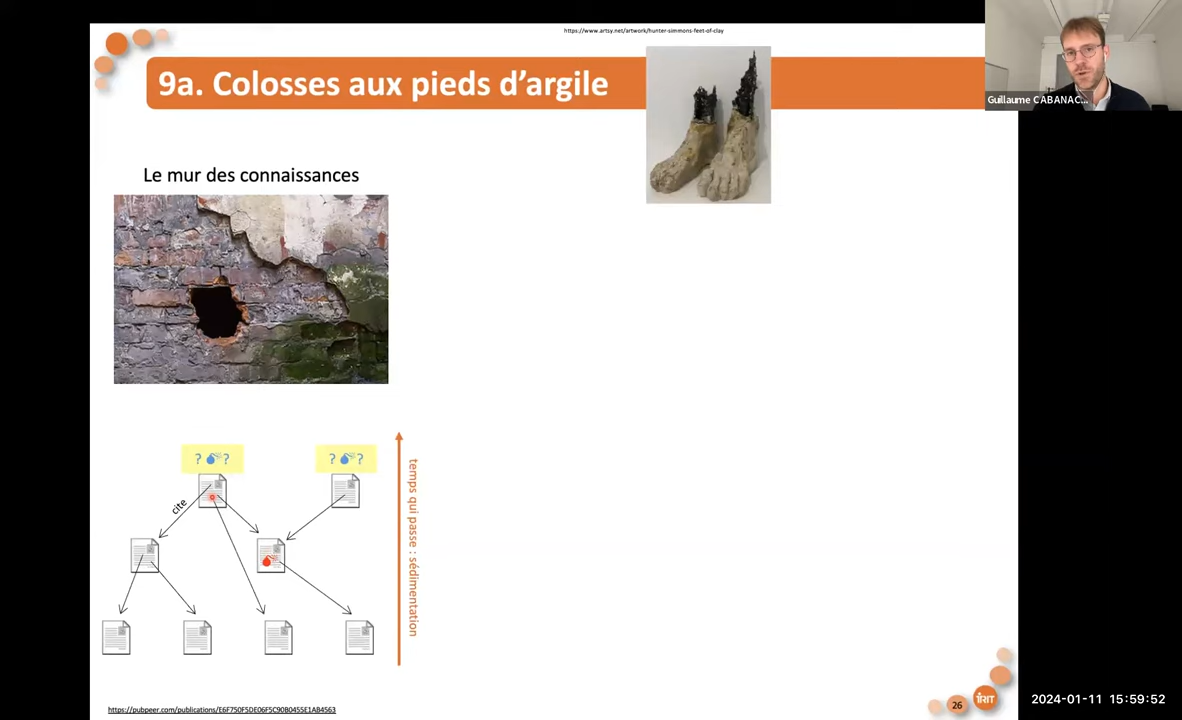 https://www.artsy.net/artwork/hunter-simmons-feet-of-clay
9a. Colosses aux pieds d'argile
Guillaume CABANAC...
Le mur des connaissances
? ?
? ?
cite
temps qui passe : sédimentation
https://pubpeer.com/publications/E6F750F5DE06F5C90B0455E1AB4563
26
iRiT
2024-01-11 15:59:52